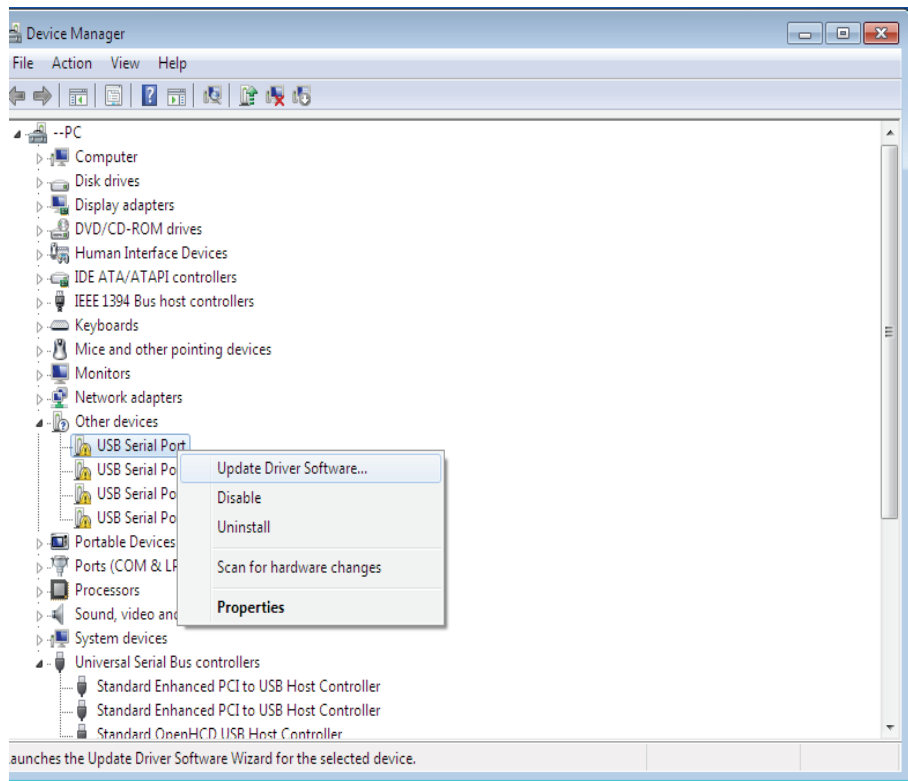 Device Manager
File Action View Help
--PC
Computer
Disk drives
Display adapters
DVD/CD-ROM drives
Human Interface Devices
IDE ATA/ATAPI controllers
IEEE 1394 Bus host controllers
Keyboards
Mice and other pointing devices
Monitors
Network adapters
Other devices
USB Serial Port
USB Serial Po
USB Serial Po
USB Serial Po
Update Driver Software...
Disable
Uninstall
Scan for hardware changes
Properties
Portable Devices
Ports (COM & LP
Processors
Sound, video and
System devices
Universal Serial Bus controllers
Standard Enhanced PCI to USB Host Controller
Standard Enhanced PCI to USB Host Controller
Standard OpenHCD USB Host Controller
aunches the Update Driver Software Wizard for the selected device.